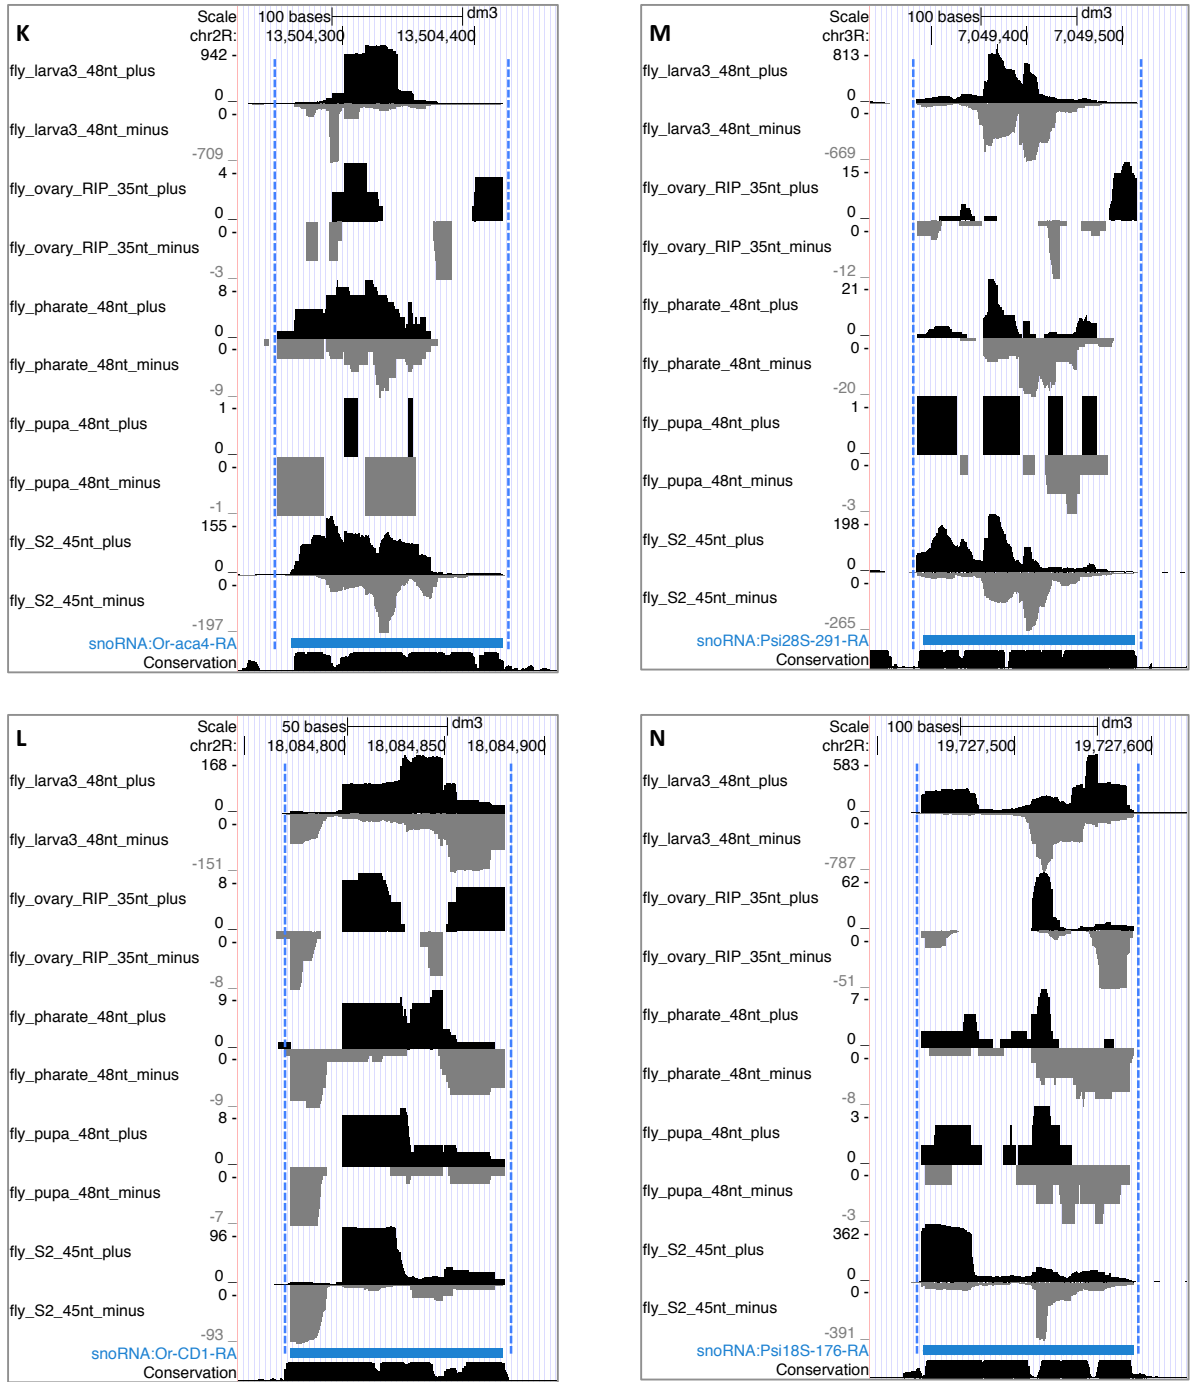 K
Scale 100 bases dm3
chr2R: 13,504,300 13,504,400
942 -
fly_larva3_48nt_plus
0 _
0 -
fly_larva3_48nt_minus
-709 _
4 -
fly_ovary_RIP_35nt_plus
0 _
0 -
fly_ovary_RIP_35nt_minus
-3 _
8 -
fly_pharate_48nt_plus
0 _
0 -
fly_pharate_48nt_minus
-9 _
1 -
fly_pupa_48nt_plus
0 _
0 -
fly_pupa_48nt_minus
-1 _
155 -
fly_S2_45nt_plus
0 _
0 -
fly_S2_45nt_minus
-197 _
snoRNA:Or-aca4-RA
Conservation
M
Scale 100 bases dm3
chr3R: 7,049,400 7,049,500
813 -
fly_larva3_48nt_plus
0 _
0 -
fly_larva3_48nt_minus
-669 _
15 -
fly_ovary_RIP_35nt_plus
0 _
0 -
fly_ovary_RIP_35nt_minus
-12 _
21 -
fly_pharate_48nt_plus
0 _
0 -
fly_pharate_48nt_minus
-20 _
1 -
fly_pupa_48nt_plus
0 _
0 -
fly_pupa_48nt_minus
-3 _
198 -
fly_S2_45nt_plus
0 _
0 -
fly_S2_45nt_minus
-265 _
snoRNA:Psi28S-291-RA
Conservation
L
Scale 50 bases dm3
chr2R: 18,084,800 18,084,850 18,084,900
168 -
fly_larva3_48nt_plus
0 _
0 -
fly_larva3_48nt_minus
-151 _
8 -
fly_ovary_RIP_35nt_plus
0 _
0 -
fly_ovary_RIP_35nt_minus
-8 _
9 -
fly_pharate_48nt_plus
0 _
0 -
fly_pharate_48nt_minus
-9 _
8 -
fly_pupa_48nt_plus
0 _
0 -
fly_pupa_48nt_minus
-7 _
96 -
fly_S2_45nt_plus
0 _
0 -
fly_S2_45nt_minus
-93 _
snoRNA:Or-CD1-RA
Conservation
N
Scale 100 bases dm3
chr2R: 19,727,500 19,727,600
583 -
fly_larva3_48nt_plus
0 _
0 -
fly_larva3_48nt_minus
-787 _
62 -
fly_ovary_RIP_35nt_plus
0 _
0 -
fly_ovary_RIP_35nt_minus
-51 _
7 -
fly_pharate_48nt_plus
0 _
0 -
fly_pharate_48nt_minus
-8 _
3 -
fly_pupa_48nt_plus
0 _
0 -
fly_pupa_48nt_minus
-3 _
362 -
fly_S2_45nt_plus
0 _
0 -
fly_S2_45nt_minus
-391 _
snoRNA:Psi18S-176-RA
Conservation